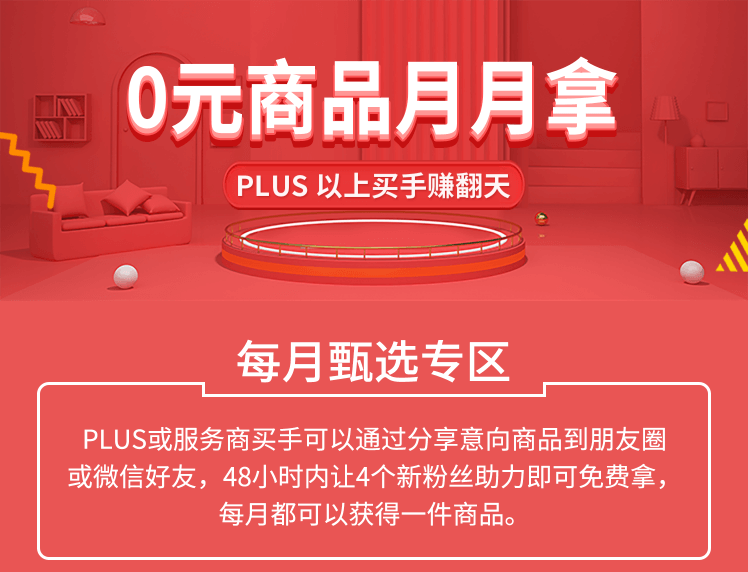 0元商品月月拿
PLUS 以上买手赚翻天
每月甄选专区
PLUS或服务商买手可以通过分享意向商品到朋友圈
或微信好友，48小时内让4个新粉丝助力即可免费拿，
每月都可以获得一件商品。